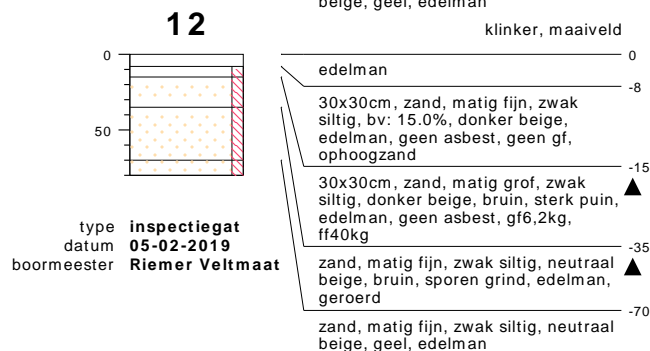 beige, geel, edelman
12
klinker, maaiveld
0
0
edelman
-8
30x30cm, zand, matig fijn, zwak
siltig, bv: 15.0%, donker beige,
edelman, geen asbest, geen gf,
ophoogzand
50
-15
30x30cm, zand, matig grof, zwak
siltig, donker beige, bruin, sterk puin,
edelman, geen asbest, gf6,2kg,
ff40kg
-35
zand, matig fijn, zwak siltig, neutraal
beige, bruin, sporen grind, edelman,
geroerd
-70
zand, matig fijn, zwak siltig, neutraal
beige, geel, edelman
type inspectiegat
datum 05-02-2019
boormeester Riemer Veltmaat